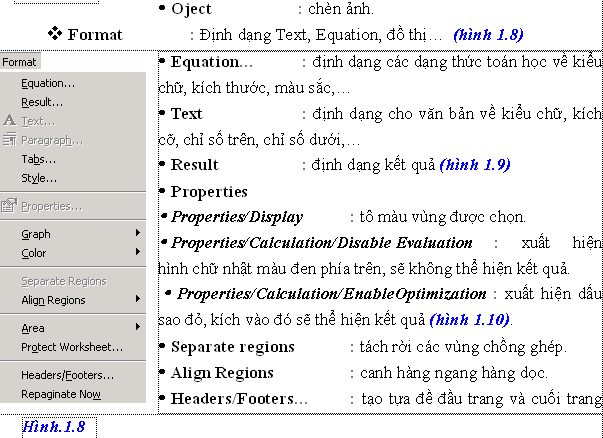 • Oject : chèn ảnh.
❖ Format : Định dạng Text, Equation, đồ thị… (hình 1.8)
Format
Equation...
Result...
Text...
Paragraph...
Tabs...
Style...
Properties...
Graph
Color
Separate Regions
Align Regions
Area
Protect Worksheet...
Headers/Footers...
Repaginate Now
• Equation… : định dạng các dạng thức toán học về kiểu
chữ, kích thước, màu sắc,…
• Text : định dạng cho văn bản về kiểu chữ, kích
cỡ, chỉ số trên, chỉ số dưới,…
• Result : định dạng kết quả (hình 1.9)
• Properties
• Properties/Display : tô màu vùng được chọn.
• Properties/Calculation/Disable Evaluation : xuất hiện
hình chữ nhât màu đen phía trên, sẽ không thể hiện kết quả.
• Properties/Calculation/EnableOptimization : xuất hiện dấu
sao đỏ, kích vào đó sẽ thể hiện kết quả (hình 1.10).
• Separate regions : tách rời các vùng chồng ghép.
• Align Regions : canh hàng ngang hàng dọc.
• Headers/Footers… : tạo tựa đề đầu trang và cuối trang
Hình.1.8